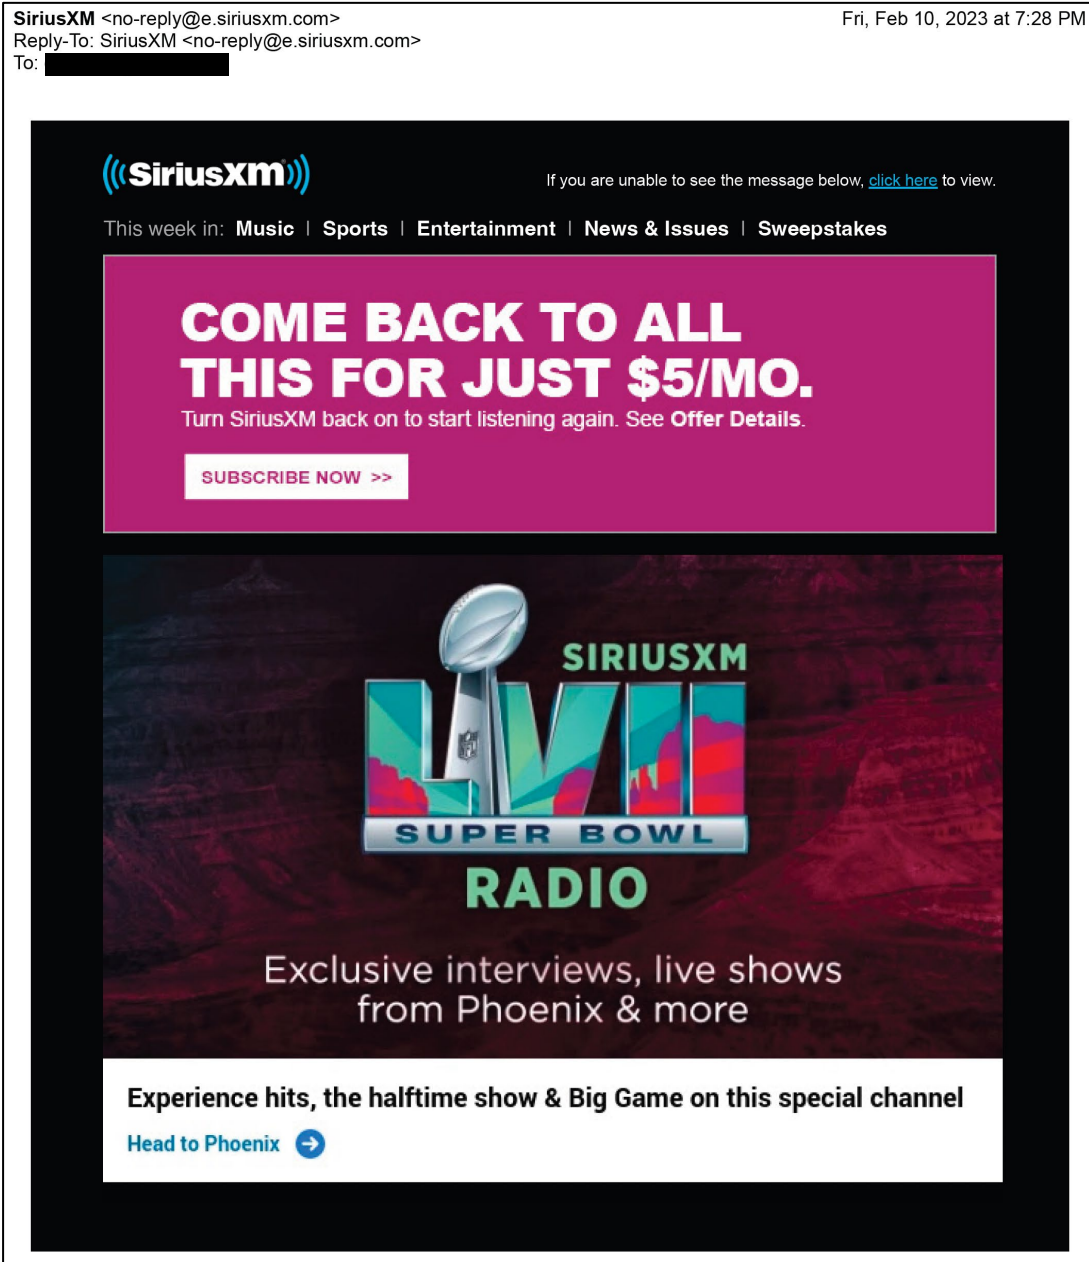 SiriusXM <no-reply@e.siriusxm.com> Fri, Feb 10, 2023 at 7:28 PM
Reply-To: SiriusXM <no-reply@e.siriusxm.com>
To:
((SiriusXM))
If you are unable to see the message below, click here to view.
This week in: Music | Sports | Entertainment | News & Issues | Sweepstakes
COME BACK TO ALL
THIS FOR JUST $5/MO.
Turn SiriusXM back on to start listening again. See Offer Details.
SUBSCRIBE NOW >>
SIRIUSXM
LVII
NFL
SUPER BOWL
RADIO
Exclusive interviews, live shows
from Phoenix & more
Experience hits, the halftime show & Big Game on this special channel
Head to Phoenix